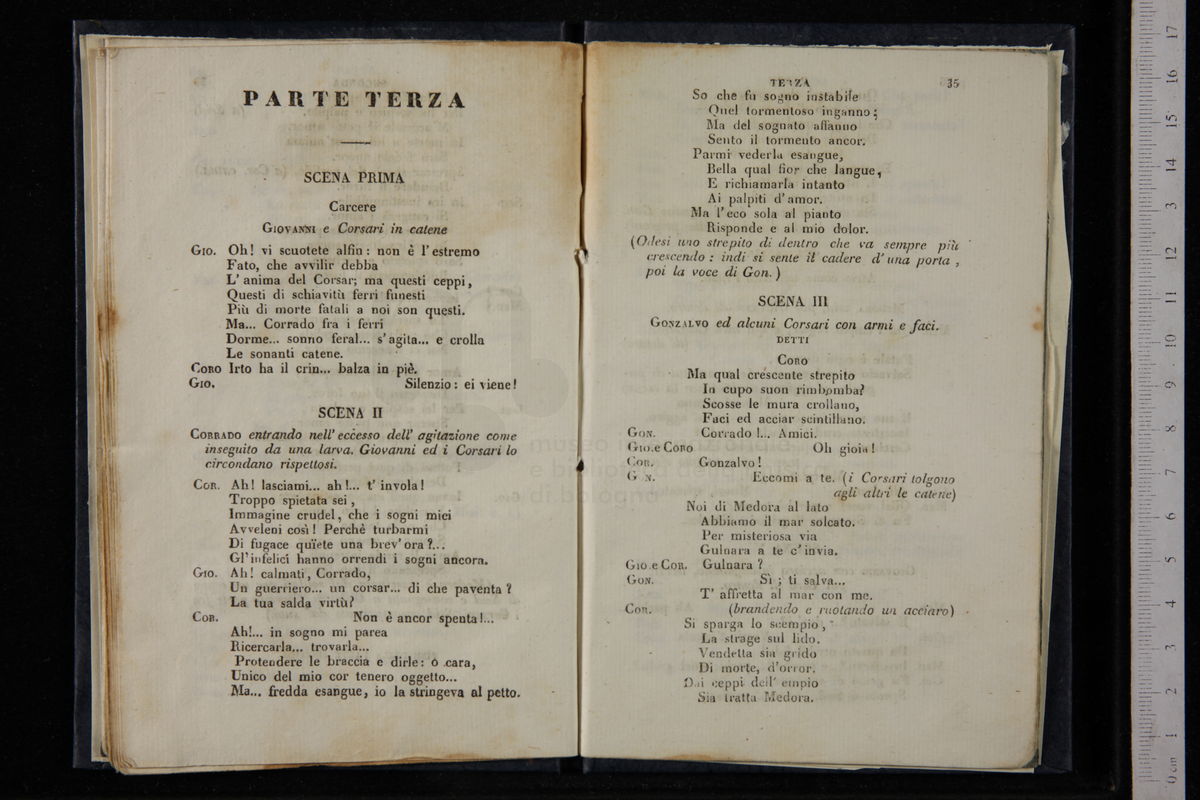 PARTE TERZA
SCENA PRIMA
Carcere
GIOVANNI e Corsari in catene
GIO. Oh! vi scuotete alfin: non è l'estremo
Fato, che avvilir debba
L'anima del Corsar; ma questi ceppi,
Questi di schiavitù ferri funesti
Più di morte fatali a noi son questi.
Ma... Corrado fra i ferri
Dorme... sonno feral... s'agita... e crolla
Le sonanti catene.
CORO Irto ha il crin... balza in piè.
GIO. Silenzio: ei viene!
SCENA II
CORRADO entrando nell'eccesso dell'agitazione come
inseguito da una larva. Giovanni ed i Corsari lo
circondano rispettosi.
COR. Ah! lasciami... ah!... t'invola!
Troppo spietata sei,
Immagine crudel, che i sogni miei
Avveleni così! Perchè turbarmi
Di fugace quïete una brev'ora?...
Gl'infelici hanno orrendi i sogni ancora.
GIO. Ah! calmati, Corrado,
Un guerriero... un corsar... di che paventa?
La tua salda virtù?
COR. Non è ancor spenta!...
Ah!... in sogno mi parea
Ricercarla... trovarla...
Protendere le braccia e dirle: o cara,
Unico del mio cor tenero oggetto...
Ma... fredda esangue, io la stringeva al petto.
TERZA 35
So che fu sogno instabile
Quel tormentoso inganno;
Ma del sognato affanno
Sento il tormento ancor.
Parmi vederla esangue,
Bella qual fior che langue,
E richiamarla intanto
Ai palpiti d'amor.
Ma l'eco sola al pianto
Risponde e al mio dolor.
(Odesi uno strepito di dentro che va sempre più
crescendo: indi si sente il cadere d'una porta,
poi la voce di Gon.)
SCENA III
GONZALVO ed alcuni Corsari con armi e faci.
DETTI
CORO
Ma qual crescente strepito
In cupo suon rimbomba?
Scosse le mura crollano,
Faci ed acciar scintillano.
GON. Corrado!... Amici.
GIO.e CORO Oh gioia!
COR. Gonzalvo!
GON. Eccomi a te. (i Corsari tolgono
agli altri le catene)
Noi di Medora al lato
Abbiamo il mar solcato.
Per misteriosa via
Gulnara a te c'invia.
GIO.e COR. Gulnara?
GON. Sì; ti salva...
T'affretta al mar con me.
COR. (brandendo e ruotando un acciaro)
Si sparga lo scempio,
La strage sul lido.
Vendetta sia grido
Di morte, d'orror.
Dai ceppi dell'empio
Sia tratta Medora.